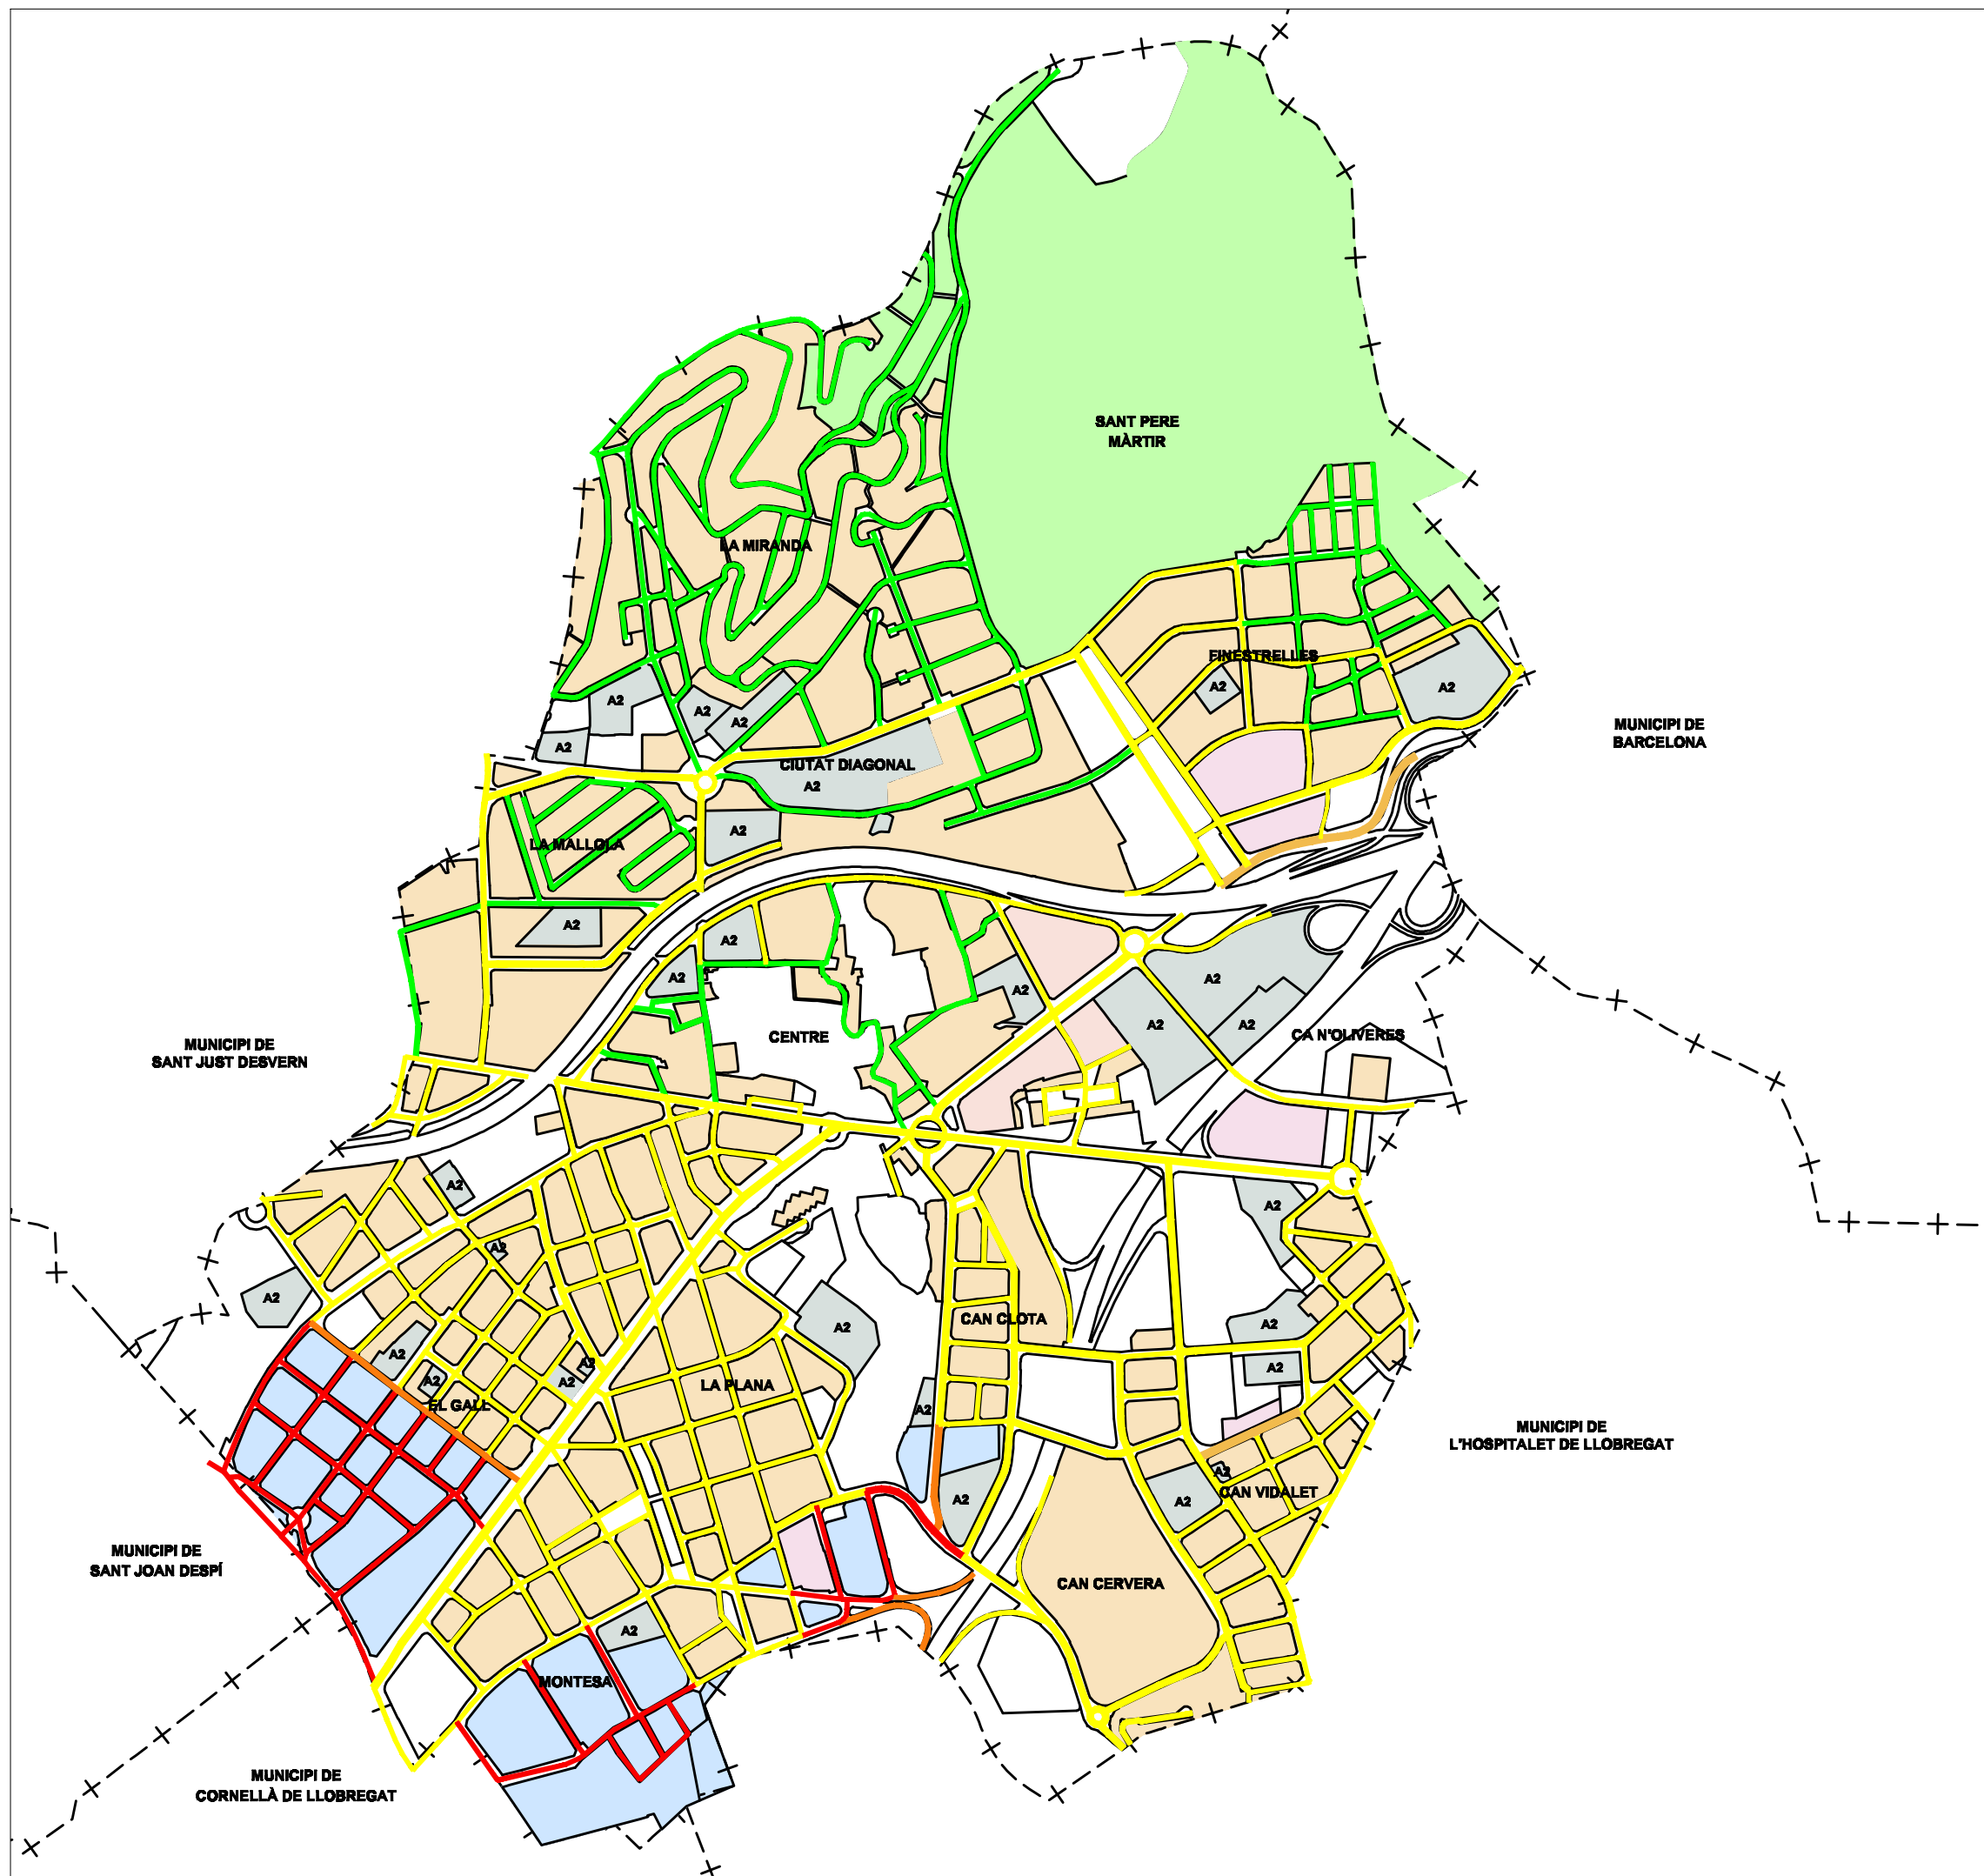 SANT PERE
MÀRTIR
LA MIRANDA
FINESTRELLES
A2
A2
A2
A2
A2
A2
MUNICIPI DE
BARCELONA
A2
CIUTAT DIAGONAL
A2
A2
LA MALLOLA
A2
A2
A2
A2
A2
A2
A2
CENTRE
CA N'OLIVERES
MUNICIPI DE
SANT JUST DESVERN
A2
A2
A2
A2
CAN CLOTA
A2
A2
A2
A2
A2
A2
A2
LA PLANA
EL GALL
A2
MUNICIPI DE
L'HOSPITALET DE LLOBREGAT
A2
CAN VIDALET
A2
A2
MUNICIPI DE
SANT JOAN DESPÍ
CAN CERVERA
A2
MONTESA
MUNICIPI DE
CORNELLÀ DE LLOBREGAT